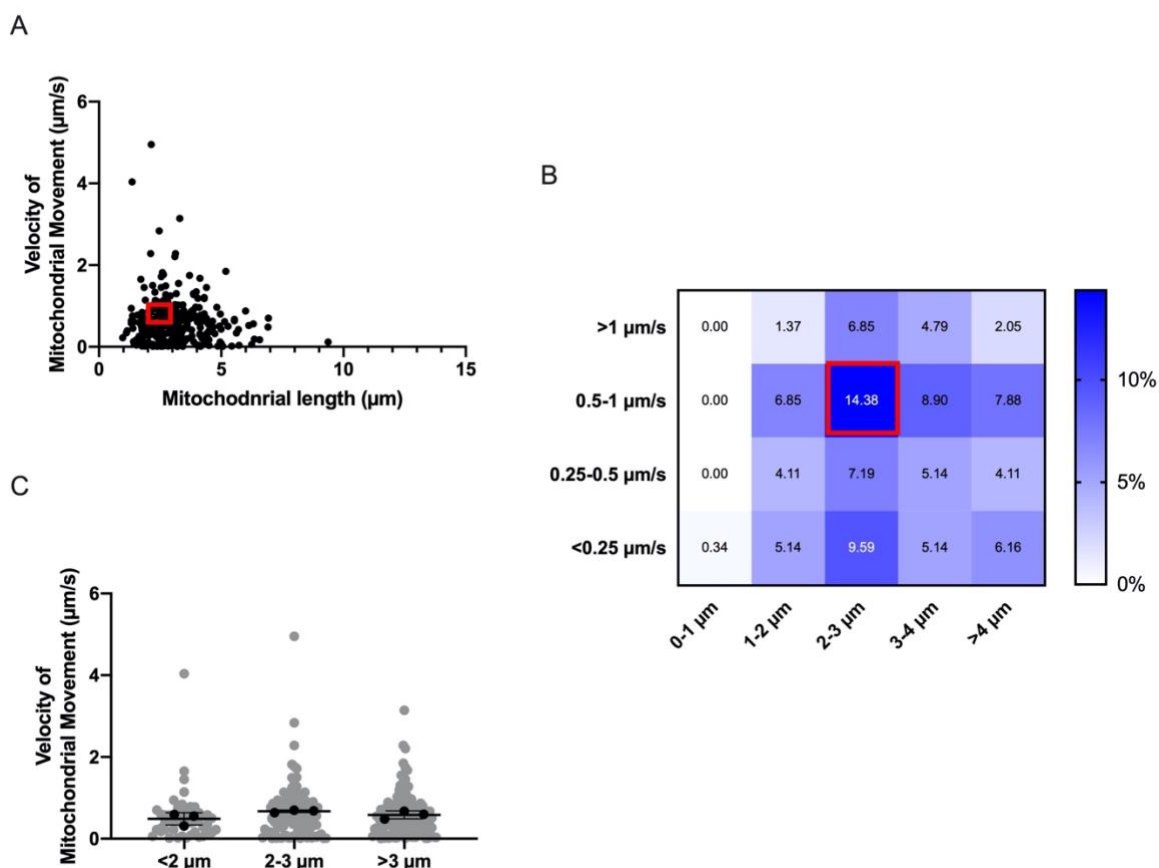 A
Velocity of
Mitochondrial Movement (µm/s)
6
4
2
0
0
5
10
15
Mitochodnrial length (µm)
B
>1 µm/s
0.00
1.37
6.85
4.79
2.05
0.5-1 µm/s
0.00
6.85
14.38
8.90
7.88
0.25-0.5 µm/s
0.00
4.11
7.19
5.14
4.11
<0.25 µm/s
0.34
5.14
9.59
5.14
6.16
0-1 µm
1-2 µm
2-3 µm
3-4 µm
>4 µm
10%
5%
0%
C
Velocity of
Mitochondrial Movement (µm/s)
6
4
2
0
<2 µm
2-3 µm
>3 µm